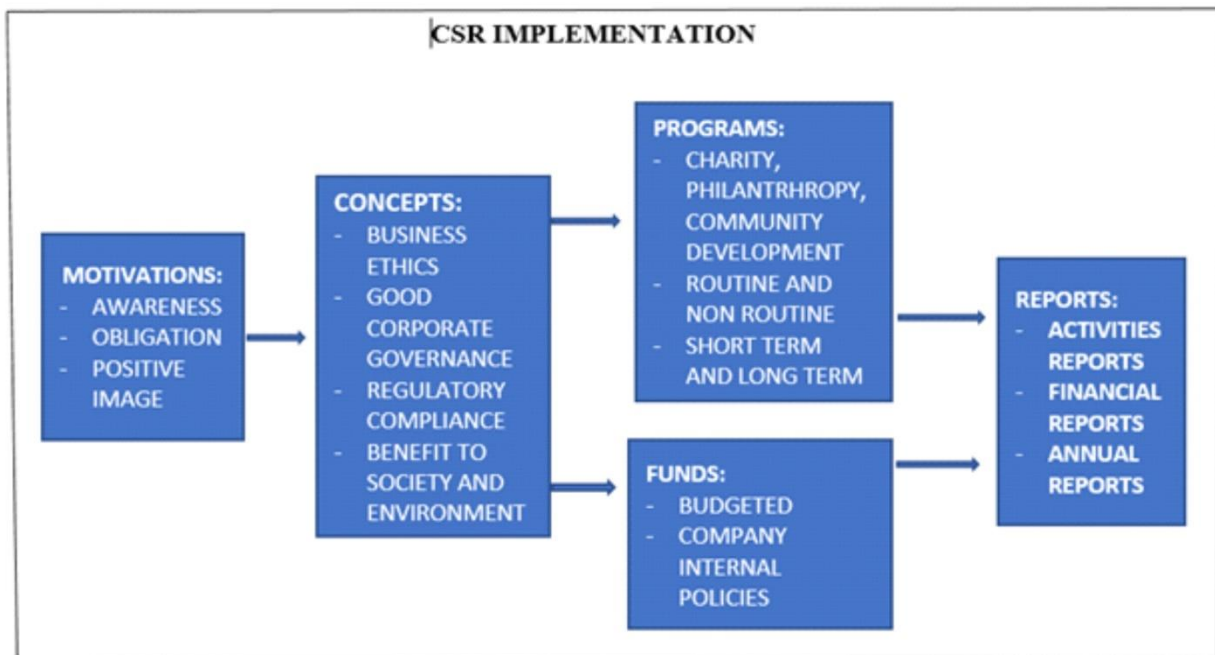 CSR IMPLEMENTATION
MOTIVATIONS:
- AWARENESS
- OBLIGATION
- POSITIVE
IMAGE
CONCEPTS:
- BUSINESS
ETHICS
- GOOD
CORPORATE
GOVERNANCE
- REGULATORY
COMPLIANCE
- BENEFIT TO
SOCIETY AND
ENVIRONMENT
PROGRAMS:
- CHARITY,
PHILANTRHROPY,
COMMUNITY
DEVELOPMENT
- ROUTINE AND
NON ROUTINE
- SHORT TERM
AND LONG TERM
FUNDS:
- BUDGETED
- COMPANY
INTERNAL
POLICIES
REPORTS:
- ACTIVITIES
REPORTS
- FINANCIAL
REPORTS
- ANNUAL
REPORTS